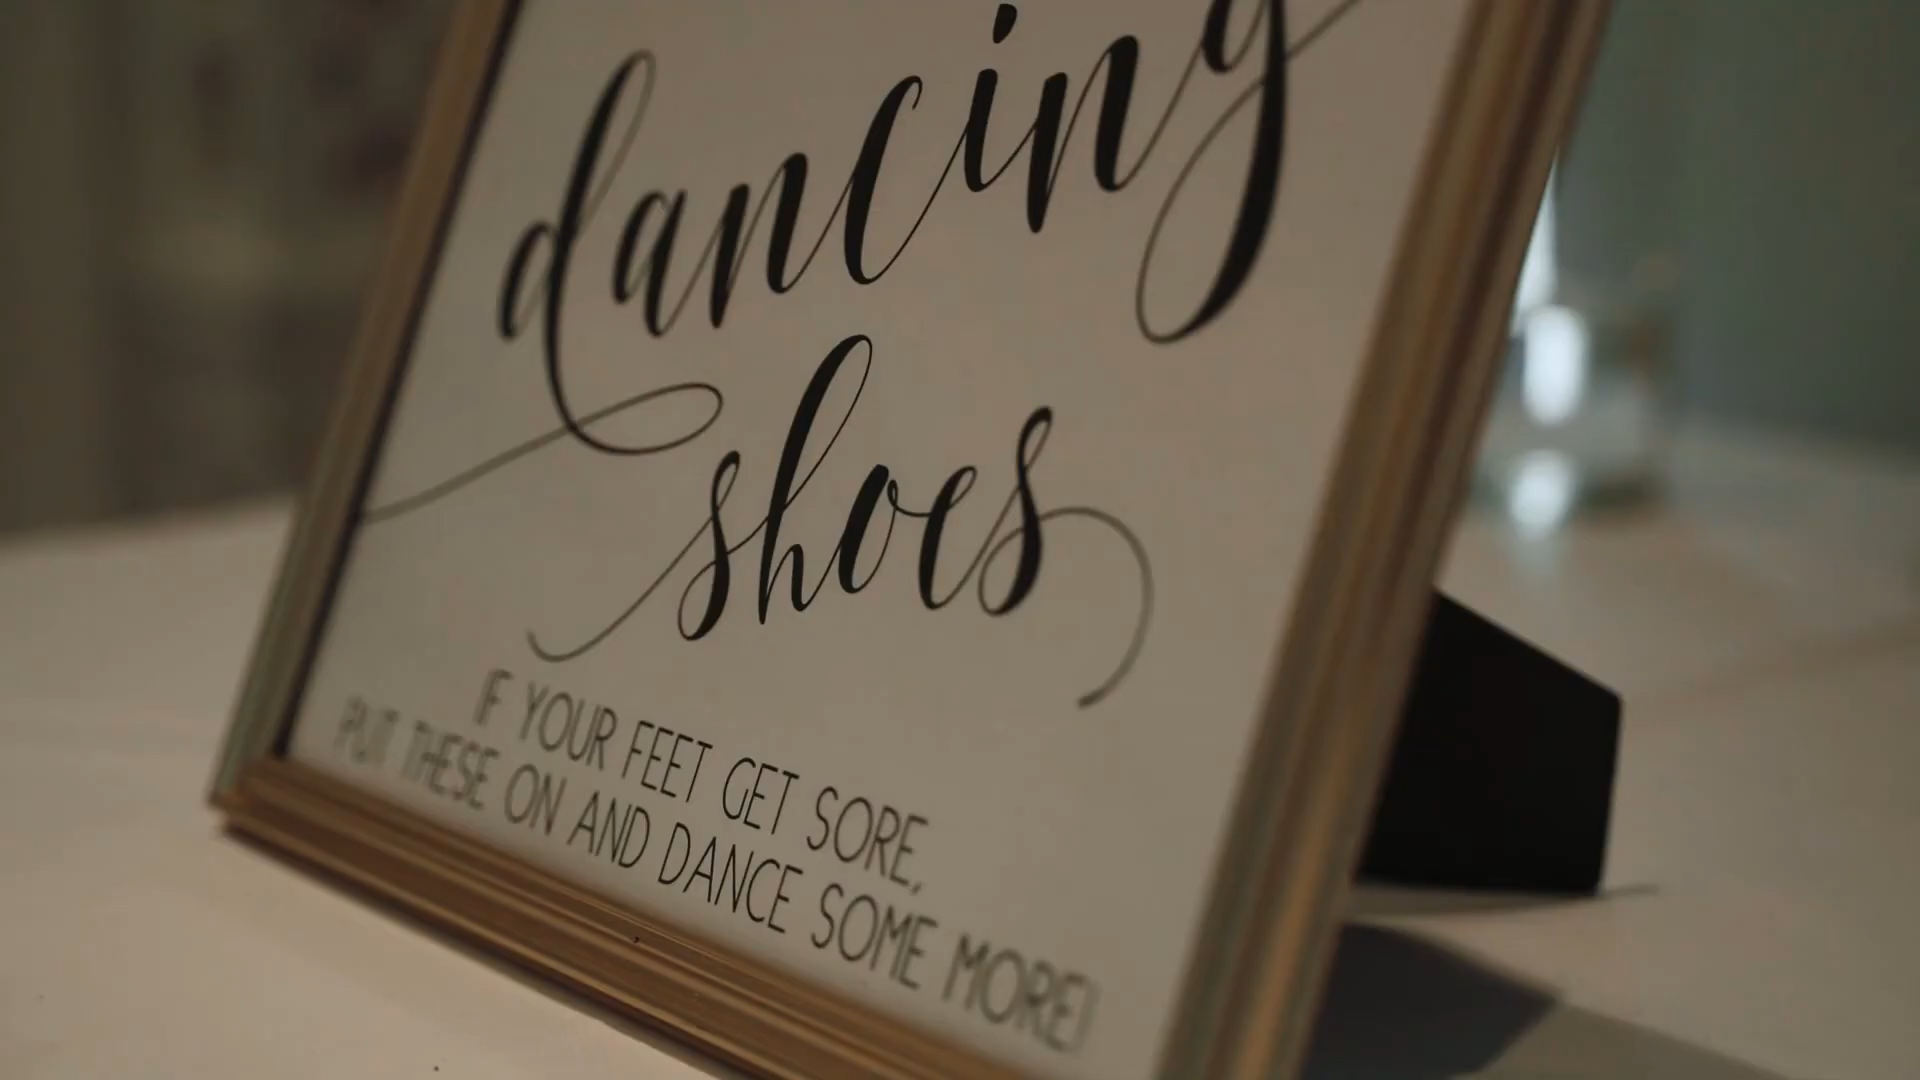 dancing
shoes
IF YOUR FEET GET SORE,
PUT THESE ON AND DANCE SOME MORE!